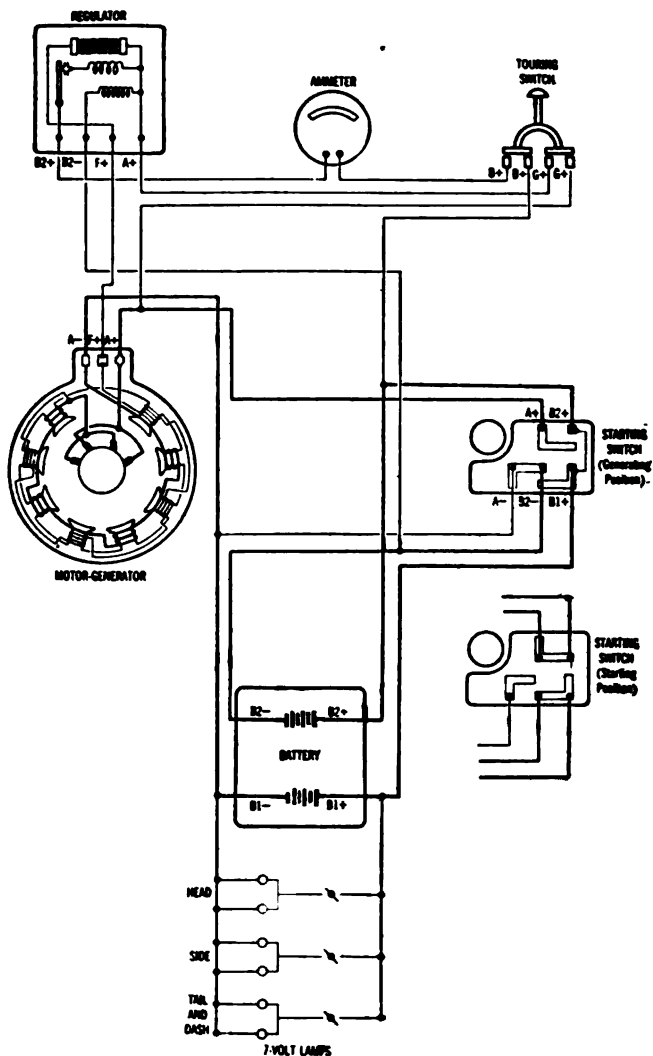 REGULATOR
B2+ B2- F+ A+
AMMETER
TOURING
SWITCH
B+ B+ G+ G+
A- F+ A+
MOTOR-GENERATOR
A+ B2+
A- B2- B1+
STARTING
SWITCH
(Generating
Position)
STARTING
SWITCH
(Starting
Position)
B2- B2+
BATTERY
B1- B1+
HEAD
SIDE
TAIL
AND
DASH
7-VOLT LAMPS